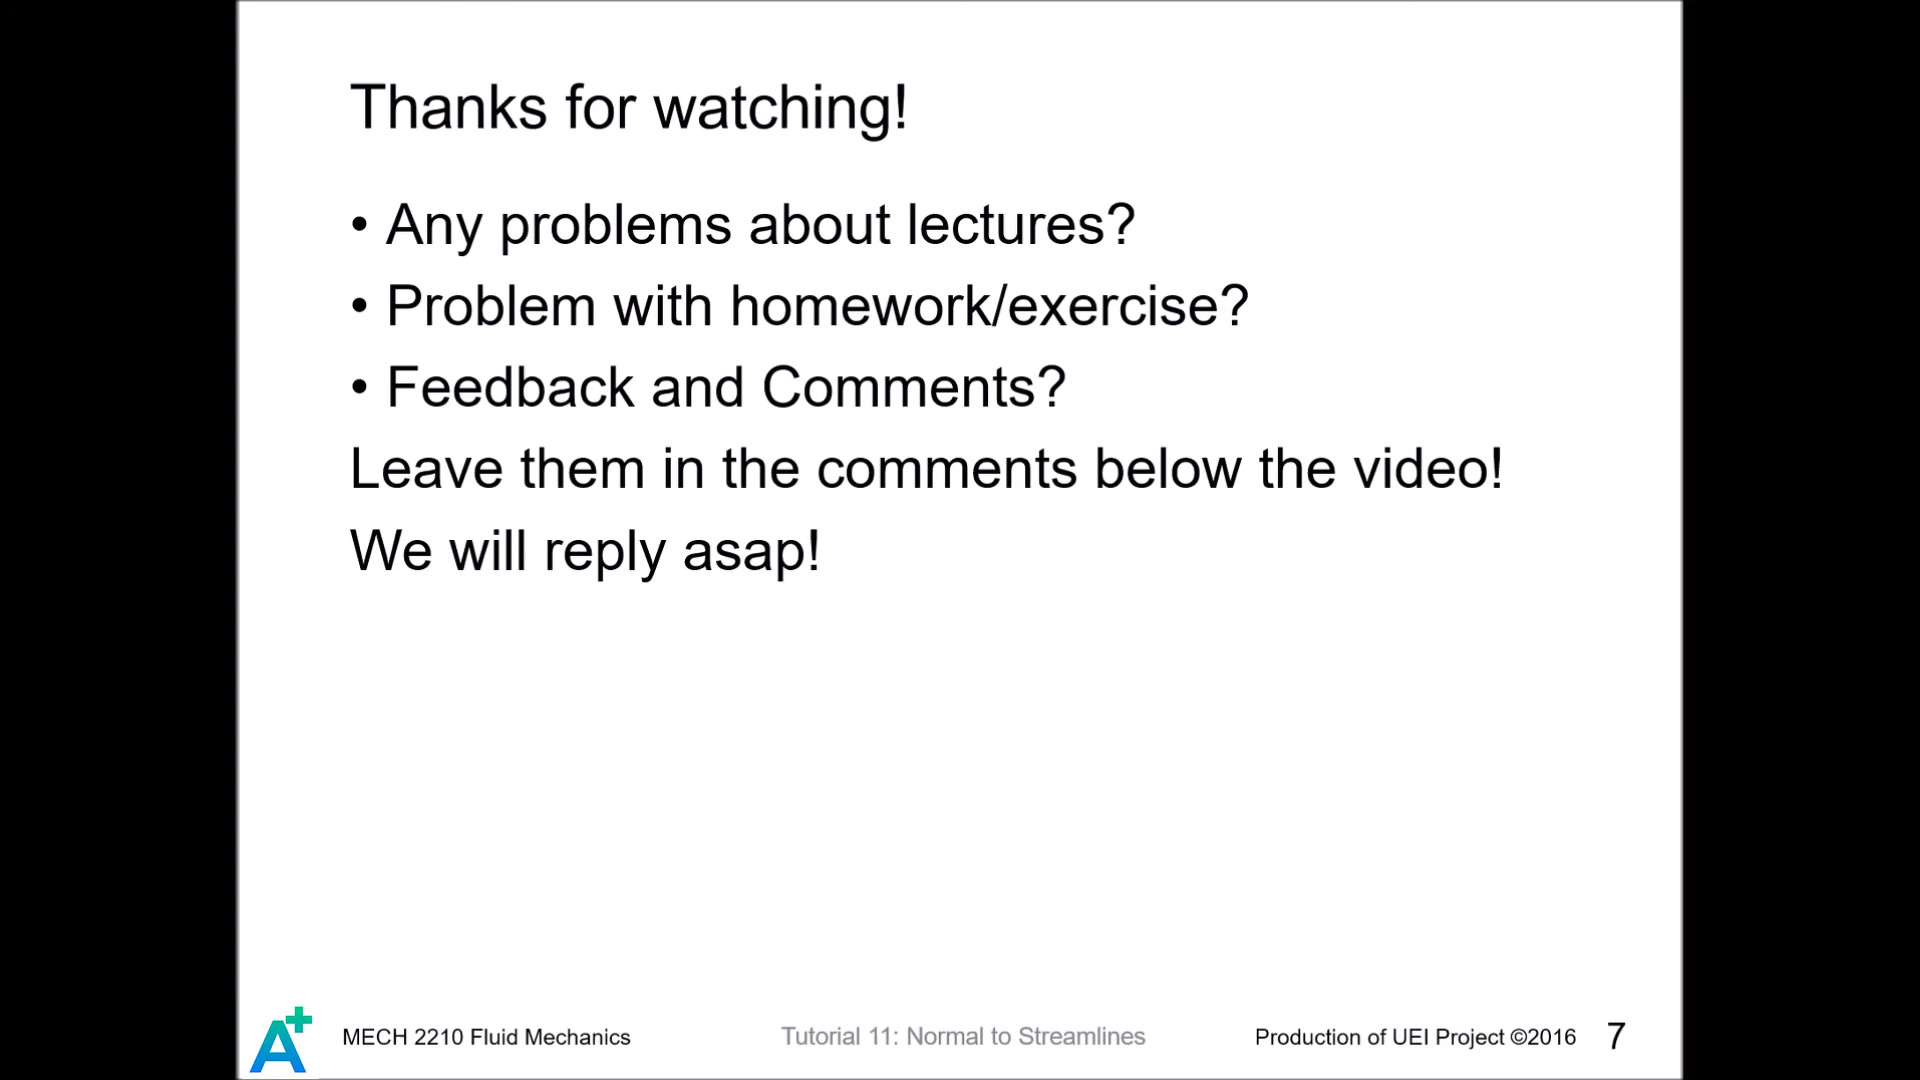 Thanks for watching!
• Any problems about lectures?
• Problem with homework/exercise?
• Feedback and Comments?
Leave them in the comments below the video!
We will reply asap!
A+ MECH 2210 Fluid Mechanics Tutorial 11: Normal to Streamlines Production of UEI Project ©2016 7